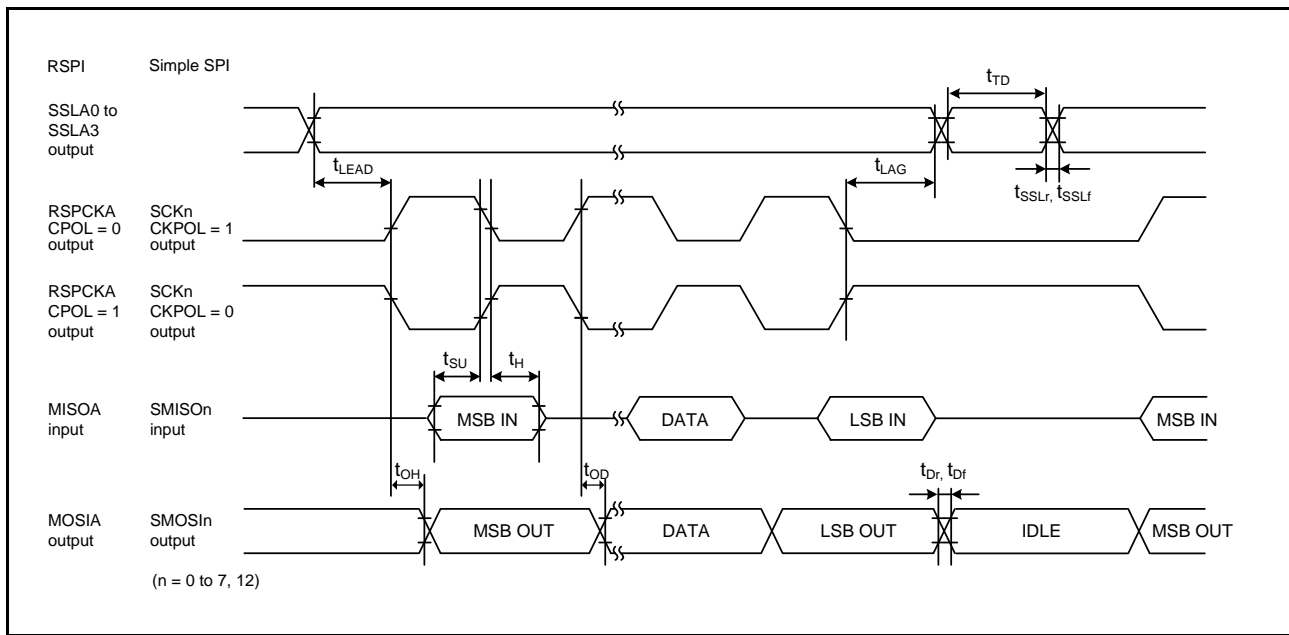 RSPI Simple SPI
SSLA0 to
SSLA3
output
tTD
tLEAD
tLAG
tSSLr, tSSLf
RSPCKA SCKn
CPOL = 0 CKPOL = 1
output output
RSPCKA SCKn
CPOL = 1 CKPOL = 0
output output
tSU tH
MISOA SMISOn
input input
MSB IN DATA LSB IN MSB IN
tOH tOD tDr, tDf
MOSIA SMOSIn
output output
MSB OUT DATA LSB OUT IDLE MSB OUT
(n = 0 to 7, 12)